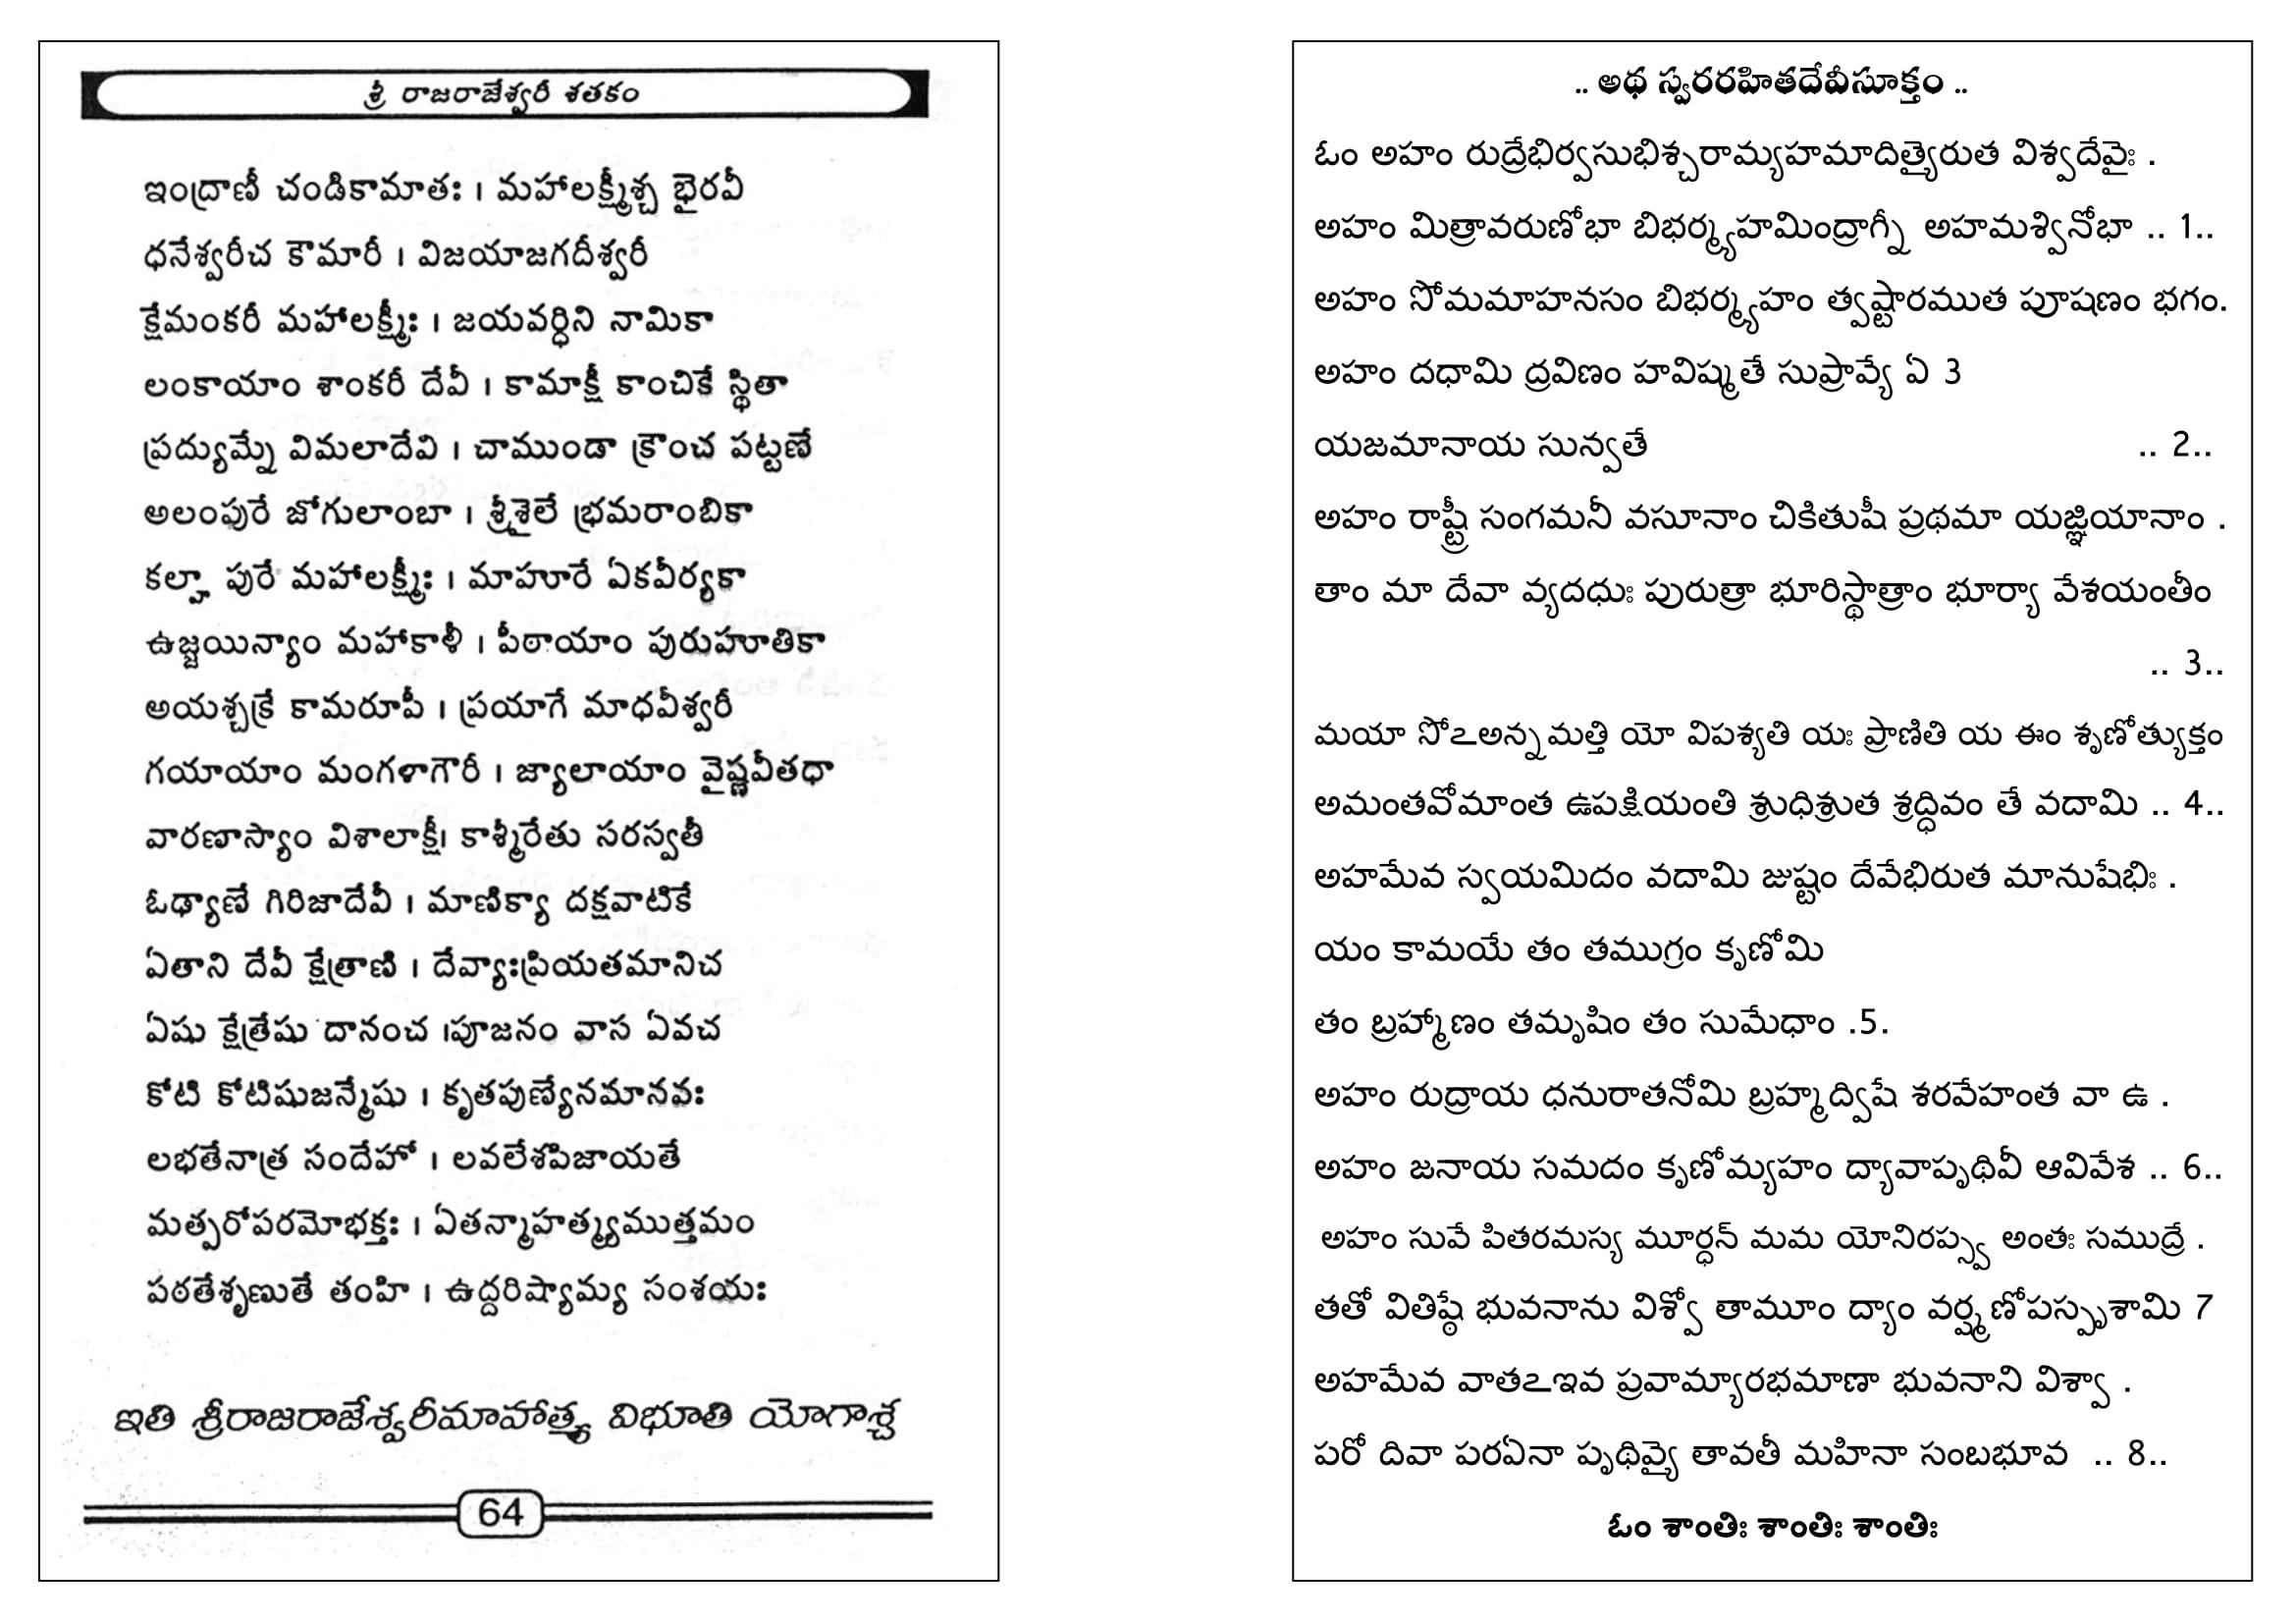 శ్రీ రాజరాజేశ్వరీ శతకం
ఇంద్రాణీ చండికామాతః । మహాలక్ష్మీశ్చ భైరవీ
ధనేశ్వరీచ కౌమారీ । విజయాజగదీశ్వరీ
క్షేమంకరీ మహాలక్ష్మీః । జయవర్ధిని నామికా
లంకాయాం శాంకరీ దేవీ । కామాక్షీ కాంచికే స్థితా
ప్రద్యుమ్నే విమలాదేవి । చాముండా క్రౌంచ పట్టణే
అలంపురే జోగులాంబా । శ్రీశైలే భ్రమరాంబికా
కల్హా పురే మహాలక్ష్మీః । మాహూరే ఏకవీర్యకా
ఉజ్జయిన్యాం మహాకాళీ । పీఠాయాం పురుహూతికా
అయశ్చక్రే కామరూపీ । ప్రయాగే మాధవీశ్వరీ
గయాయాం మంగళాగౌరీ । జ్యాలాయాం వైష్ణవీతధా
వారణాస్యాం విశాలాక్షీ। కాశ్మీరేతు సరస్వతీ
ఓఢ్యాణే గిరిజాదేవీ । మాణిక్యా దక్షవాటికే
ఏతాని దేవీ క్షేత్రాణి । దేవ్యాఃప్రియతమానిచ
ఏషు క్షేత్రేషు దానంచ ।పూజనం వాస ఏవచ
కోటి కోటిషుజన్మేషు । కృతపుణ్యేనమానవః
లభతేనాత్ర సందేహో । లవలేశపిజాయతే
మత్పరోపరమోభక్తః । ఏతన్మాహత్మ్యముత్తమం
పఠతేశృణుతే తంహి । ఉద్దరిష్యామ్య సంశయః
ఇతి శ్రీరాజరాజేశ్వరీమాహాత్మ్య విభూతి యోగాశ్చ
64
.. అథ స్వరరహితదేవీసూక్తం ..
ఓం అహం రుద్రేభిర్వసుభిశ్చరామ్యహమాదిత్యైరుత విశ్వదేవైః .
అహం మిత్రావరుణోభా బిభర్మ్యహమింద్రాగ్నీ అహమశ్వినోభా .. 1..
అహం సోమమాహనసం బిభర్మ్యహం త్వష్టారముత పూషణం భగం.
అహం దధామి ద్రవిణం హవిష్మతే సుప్రావ్యే ఏ 3
యజమానాయ సున్వతే .. 2..
అహం రాష్ట్రీ సంగమనీ వసూనాం చికితుషీ ప్రథమా యజ్ఞియానాం .
తాం మా దేవా వ్యదధుః పురుత్రా భూరిస్థాత్రాం భూర్యా వేశయంతీం
.. 3..
మయా సోఽఅన్నమత్తి యో విపశ్యతి యః ప్రాణితి య ఈం శృణోత్యుక్తం
అమంతవోమాంత ఉపక్షియంతి శ్రుధిశ్రుత శ్రద్ధివం తే వదామి .. 4..
అహమేవ స్వయమిదం వదామి జుష్టం దేవేభిరుత మానుషేభిః .
యం కామయే తం తముగ్రం కృణోమి
తం బ్రహ్మాణం తమృషిం తం సుమేధాం .5.
అహం రుద్రాయ ధనురాతనోమి బ్రహ్మద్విషే శరవేహంత వా ఉ .
అహం జనాయ సమదం కృణోమ్యహం ద్యావాపృథివీ ఆవివేశ .. 6..
అహం సువే పితరమస్య మూర్ధన్ మమ యోనిరప్స్వ అంతః సముద్రే .
తతో వితిష్ఠే భువనాను విశ్వో తామూం ద్యాం వర్ష్మణోపస్పృశామి 7
అహమేవ వాతఽఇవ ప్రవామ్యారభమాణా భువనాని విశ్వా .
పరో దివా పరఏనా పృథివ్యై తావతీ మహినా సంబభూవ .. 8..
ఓం శాంతిః శాంతిః శాంతిః